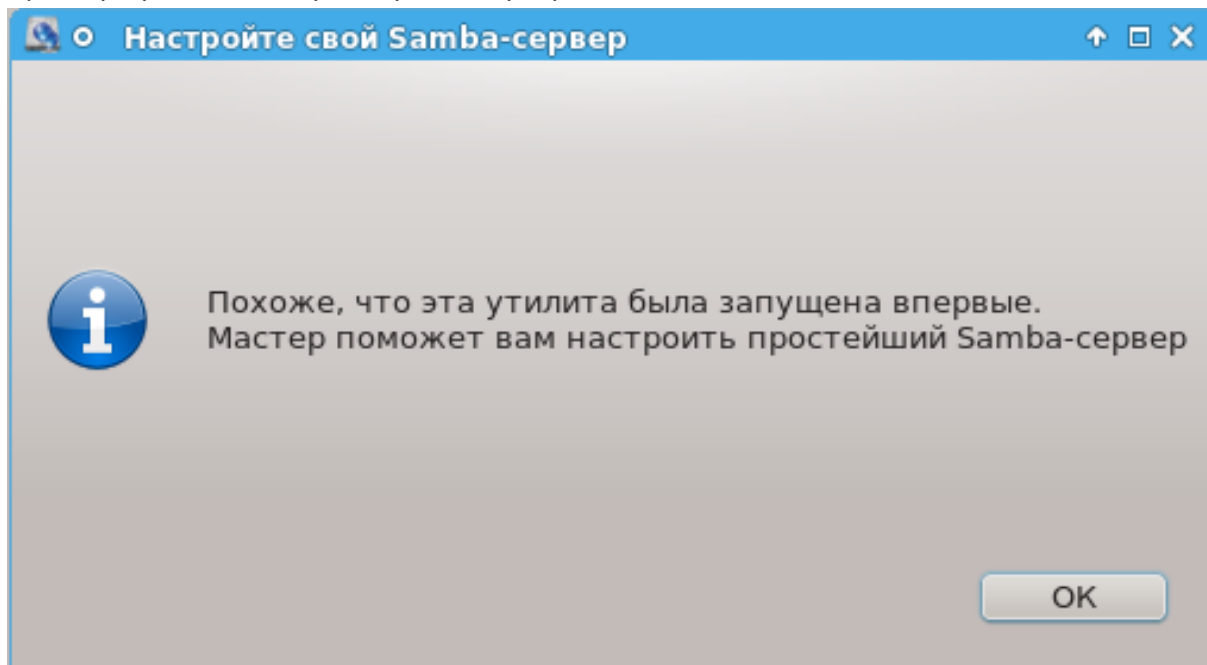 Настройте свой Samba-сервер
Похоже, что эта утилита была запущена впервые.
Мастер поможет вам настроить простейший Samba-сервер
OK